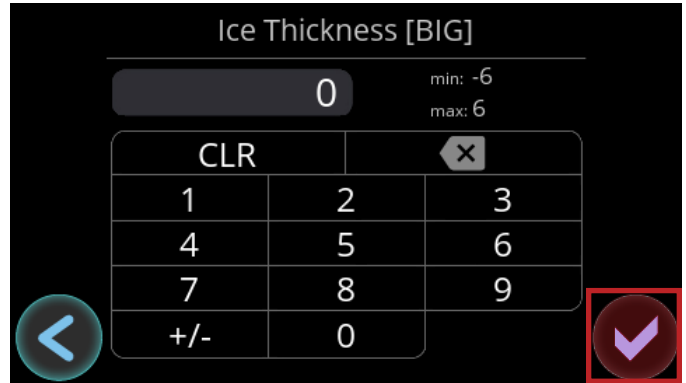 Ice Thickness [BIG]
0
min: -6
max: 6
CLR
1 2 3
4 5 6
7 8 9
+/- 0